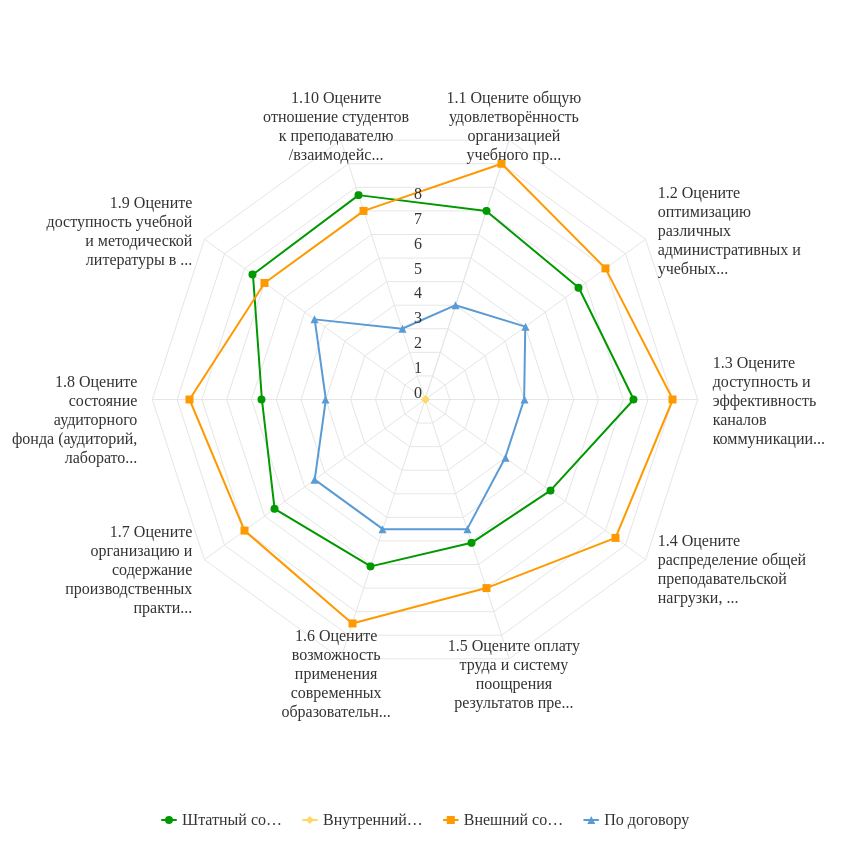 1.10 Оцените
отношение студентов
к преподавателю
/взаимодейс...
1.1 Оцените общую
удовлетворённость
организацией
учебного пр...
1.2 Оцените
оптимизацию
различных
административных и
учебных...
1.3 Оцените
доступность и
эффективность
каналов
коммуникации...
1.4 Оцените
распределение общей
преподавательской
нагрузки, ...
1.5 Оцените оплату
труда и систему
поощрения
результатов пре...
1.6 Оцените
возможность
применения
современных
образовательн...
1.7 Оцените
организацию и
содержание
производственных
практи...
1.8 Оцените
состояние
аудиторного
фонда (аудиторий,
лаборато...
1.9 Оцените
доступность учебной
и методической
литературы в ...
8
7
6
5
4
3
2
1
0
Штатный со... Внутренний... Внешний со... По договору